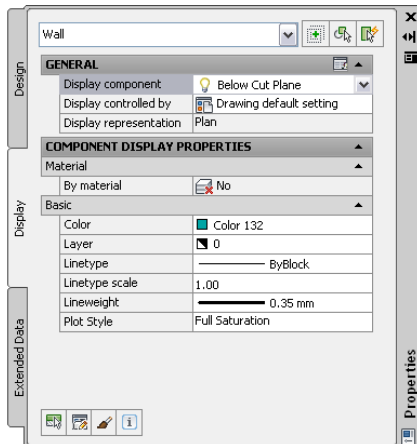 Wall
Design
Display
Extended Data
GENERAL
Display component Below Cut Plane
Display controlled by Drawing default setting
Display representation Plan
COMPONENT DISPLAY PROPERTIES
Material
By material No
Basic
Color Color 132
Layer 0
Linetype ByBlock
Linetype scale 1.00
Lineweight 0.35 mm
Plot Style Full Saturation
Properties